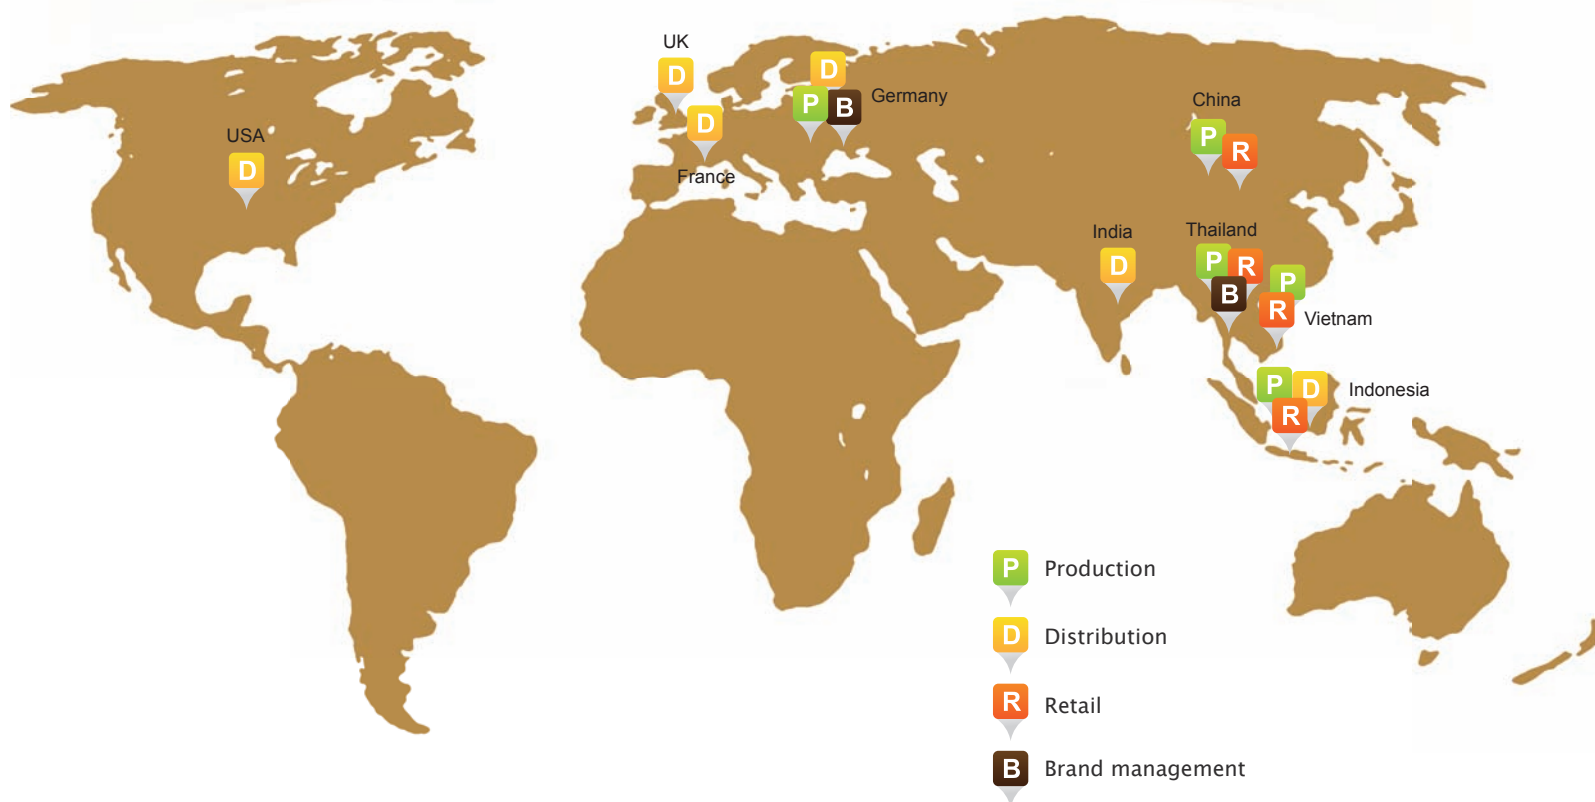 UK
D
D
Germany
P
B
China
P
R
USA
D
D
France
D
India
D
Thailand
P
R
B
P
R
Vietnam
P
D
R
Indonesia
P Production
D Distribution
R Retail
B Brand management